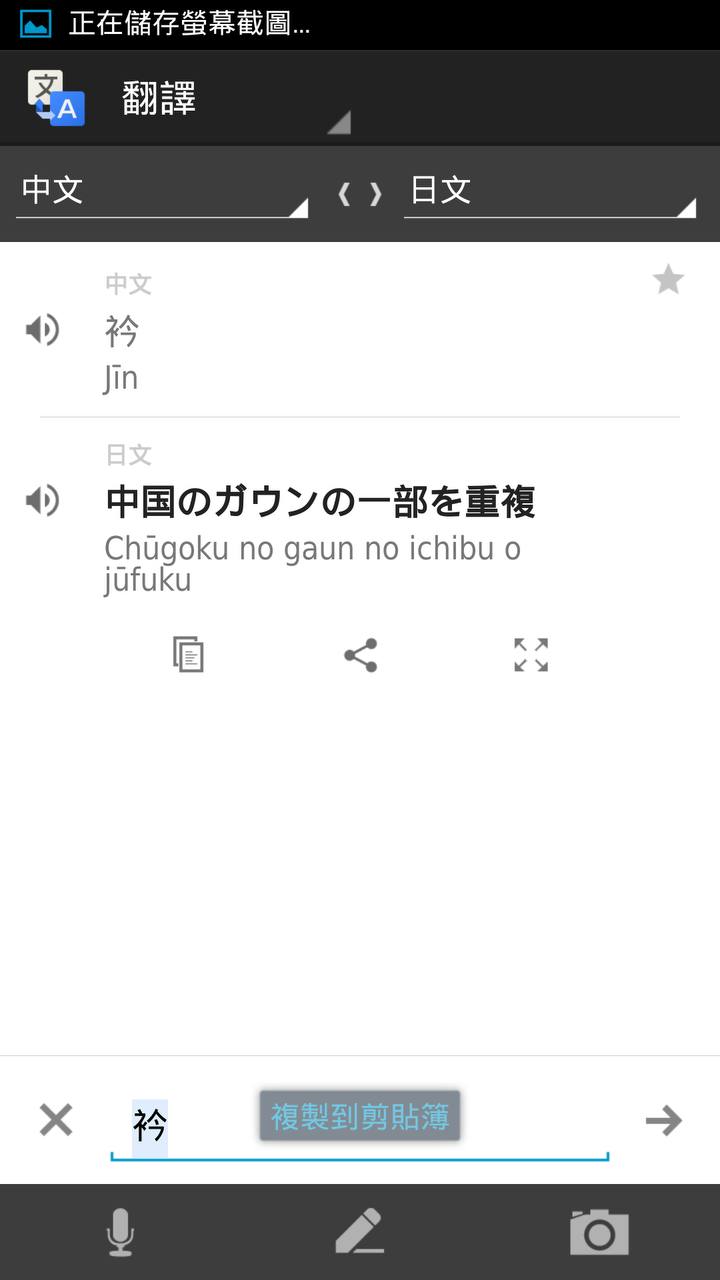 正在儲存螢幕截圖...
文
A
翻譯
中文
日文
中文
衿
Jīn
日文
中国のガウンの一部を重複
Chūgoku no gaun no ichibu o
jūfuku
衿
複製到剪貼簿